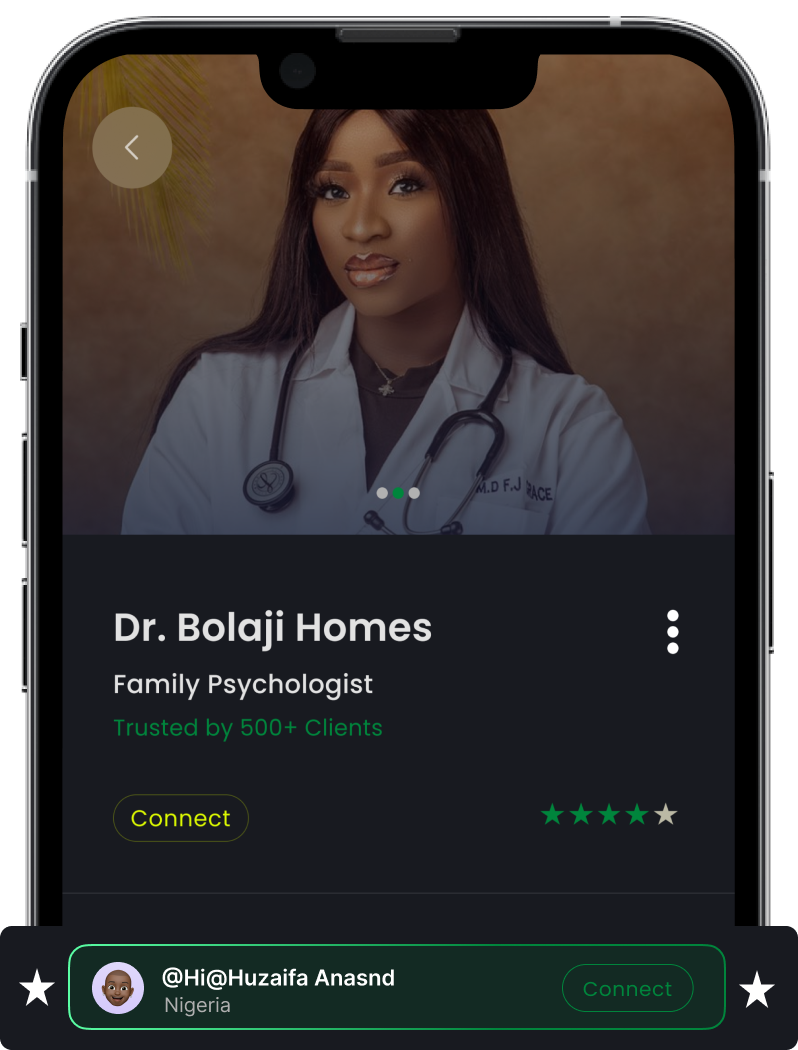 M.D F.J GRACE
Dr. Bolaji Homes
Family Psychologist
Trusted by 500+ Clients
Connect
@Hi@Huzaifa Anasnd
Nigeria
Connect